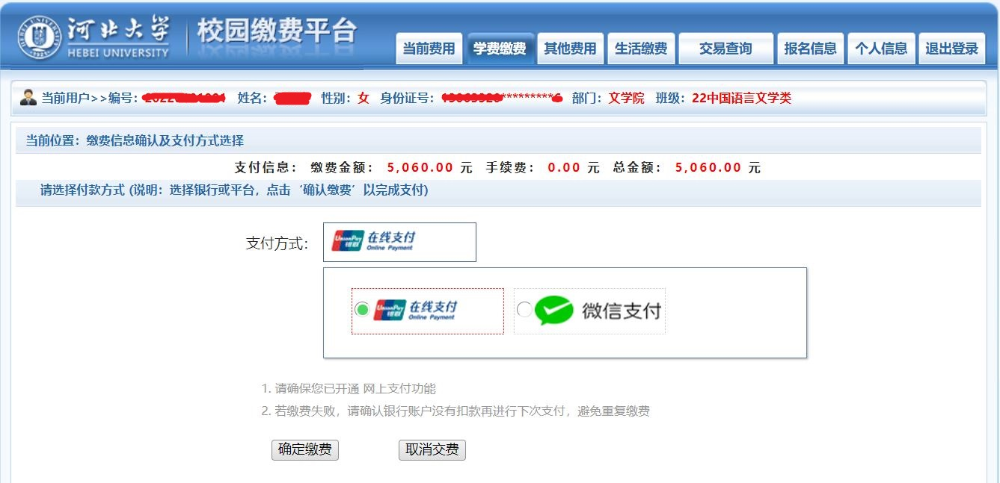 河北大学 校园缴费平台
HEBEI UNIVERSITY
当前费用 学费缴费 其他费用 生活缴费 交易查询 报名信息 个人信息 退出登录
当前用户>>编号: 姓名: 性别: 女 身份证号: ********* 部门: 文学院 班级: 22中国语言文学类
当前位置: 缴费信息确认及支付方式选择
支付信息: 缴费金额: 5,060.00 元 手续费: 0.00 元 总金额: 5,060.00 元
请选择付款方式 (说明: 选择银行或平台, 点击‘确认缴费’以完成支付)
支付方式: UnionPay 银联 在线支付 Online Payment
UnionPay 银联 在线支付 Online Payment 微信支付
1. 请确保您已开通 网上支付功能
2. 若缴费失败, 请确认银行账户没有扣款再进行下次支付, 避免重复缴费
确定缴费 取消交费